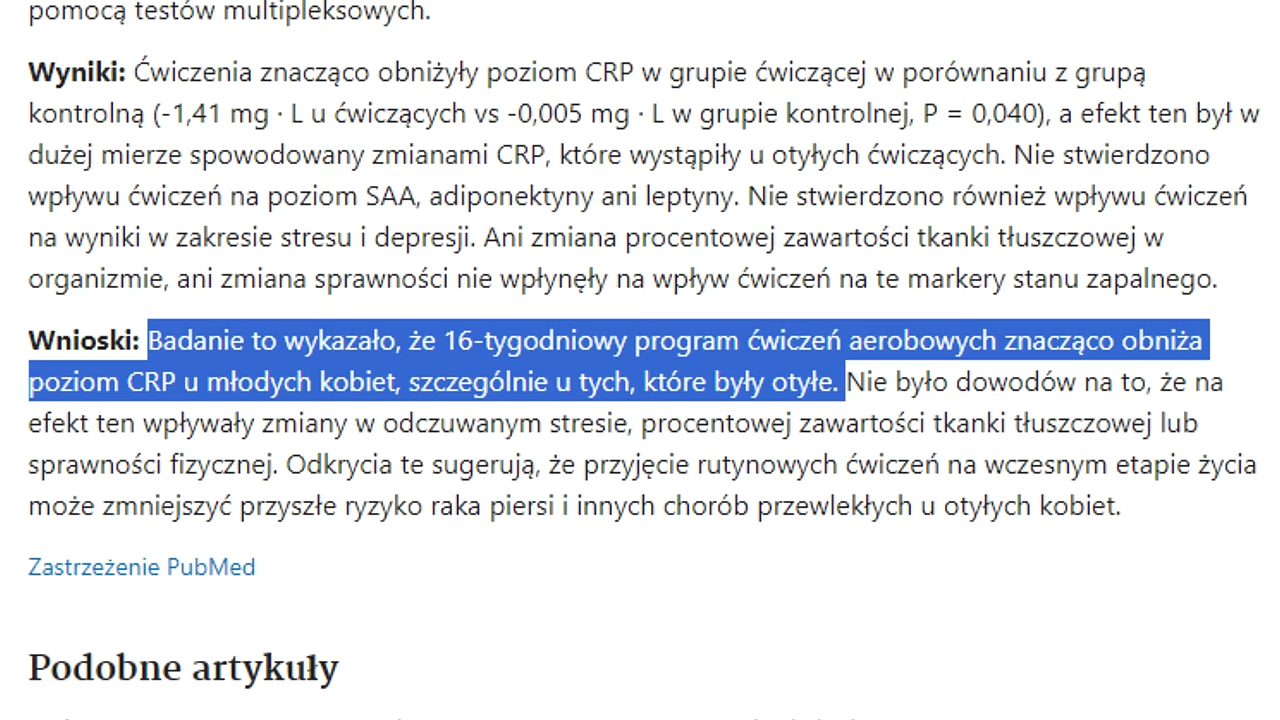 pomocą testów multipleksowych.
Wyniki: Ćwiczenia znacząco obniżyły poziom CRP w grupie ćwiczącej w porównaniu z grupą
kontrolną (-1,41 mg · L u ćwiczących vs -0,005 mg · L w grupie kontrolnej, P = 0,040), a efekt ten był w
dużej mierze spowodowany zmianami CRP, które wystąpiły u otyłych ćwiczących. Nie stwierdzono
wpływu ćwiczeń na poziom SAA, adiponektyny ani leptyny. Nie stwierdzono również wpływu ćwiczeń
na wyniki w zakresie stresu i depresji. Ani zmiana procentowej zawartości tkanki tłuszczowej w
organizmie, ani zmiana sprawności nie wpłynęły na wpływ ćwiczeń na te markery stanu zapalnego.
Wnioski: Badanie to wykazało, że 16-tygodniowy program ćwiczeń aerobowych znacząco obniża
poziom CRP u młodych kobiet, szczególnie u tych, które były otyłe. Nie było dowodów na to, że na
efekt ten wpływały zmiany w odczuwanym stresie, procentowej zawartości tkanki tłuszczowej lub
sprawności fizycznej. Odkrycia te sugerują, że przyjęcie rutynowych ćwiczeń na wczesnym etapie życia
może zmniejszyć przyszłe ryzyko raka piersi i innych chorób przewlekłych u otyłych kobiet.
Zastrzeżenie PubMed
Podobne artykuły